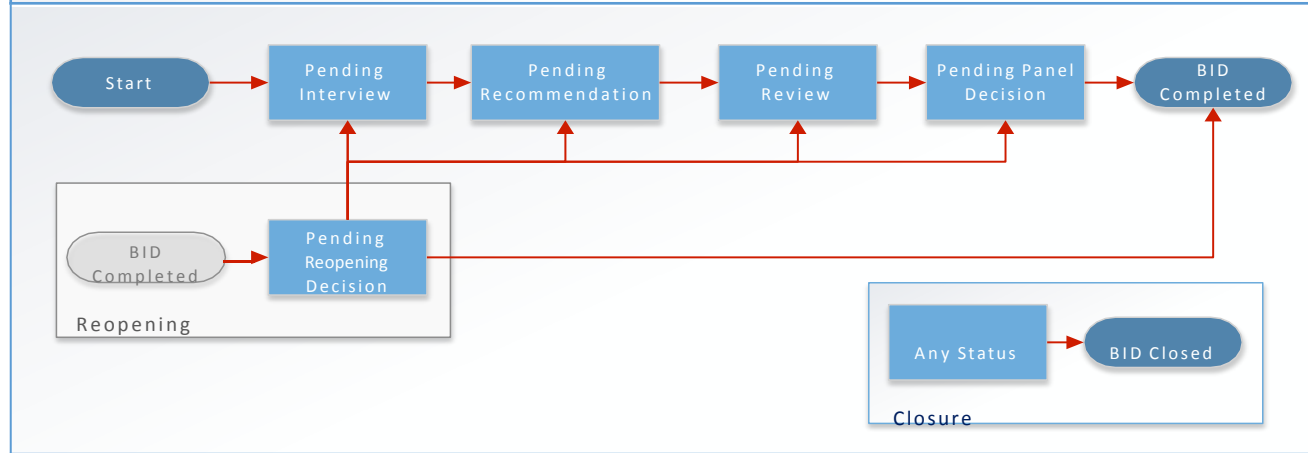 Start
Pending
Interview
Pending
Recommendation
Pending
Review
Pending Panel
Decision
BID
Completed
BID
Completed
Pending
Reopening
Decision
Reopening
Any Status
BID Closed
Closure